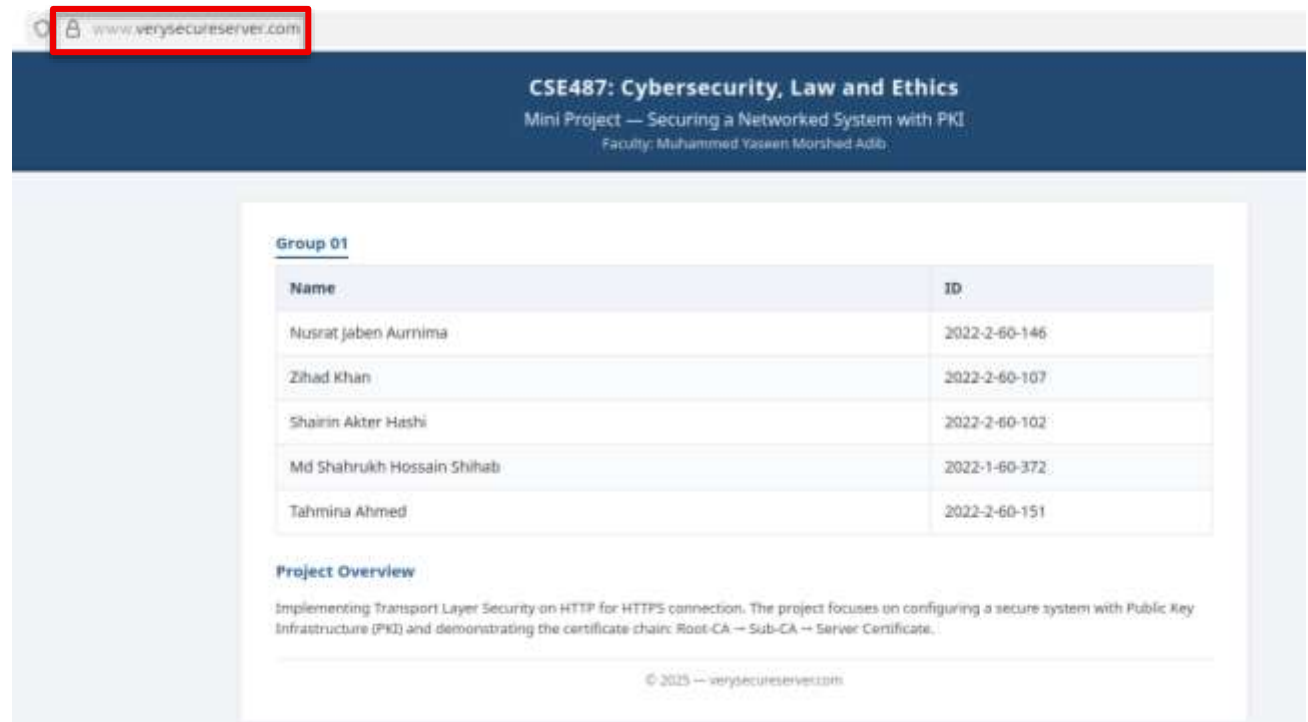 www.verysecureserver.com
CSE487: Cybersecurity, Law and Ethics
Mini Project — Securing a Networked System with PKI
Faculty: Muhammed Yaseen Morshed Adib
Group 01
Name ID
Nusrat Jaben Aurnima 2022-2-60-146
Zihad Khan 2022-2-60-107
Shairin Akter Hashi 2022-2-60-102
Md Shahrukh Hossain Shihab 2022-1-60-372
Tahmina Ahmed 2022-2-60-151
Project Overview
Implementing Transport Layer Security on HTTP for HTTPS connection. The project focuses on configuring a secure system with Public Key
Infrastructure (PKI) and demonstrating the certificate chain: Root-CA → Sub-CA → Server Certificate.
© 2025 — verysecureserver.com